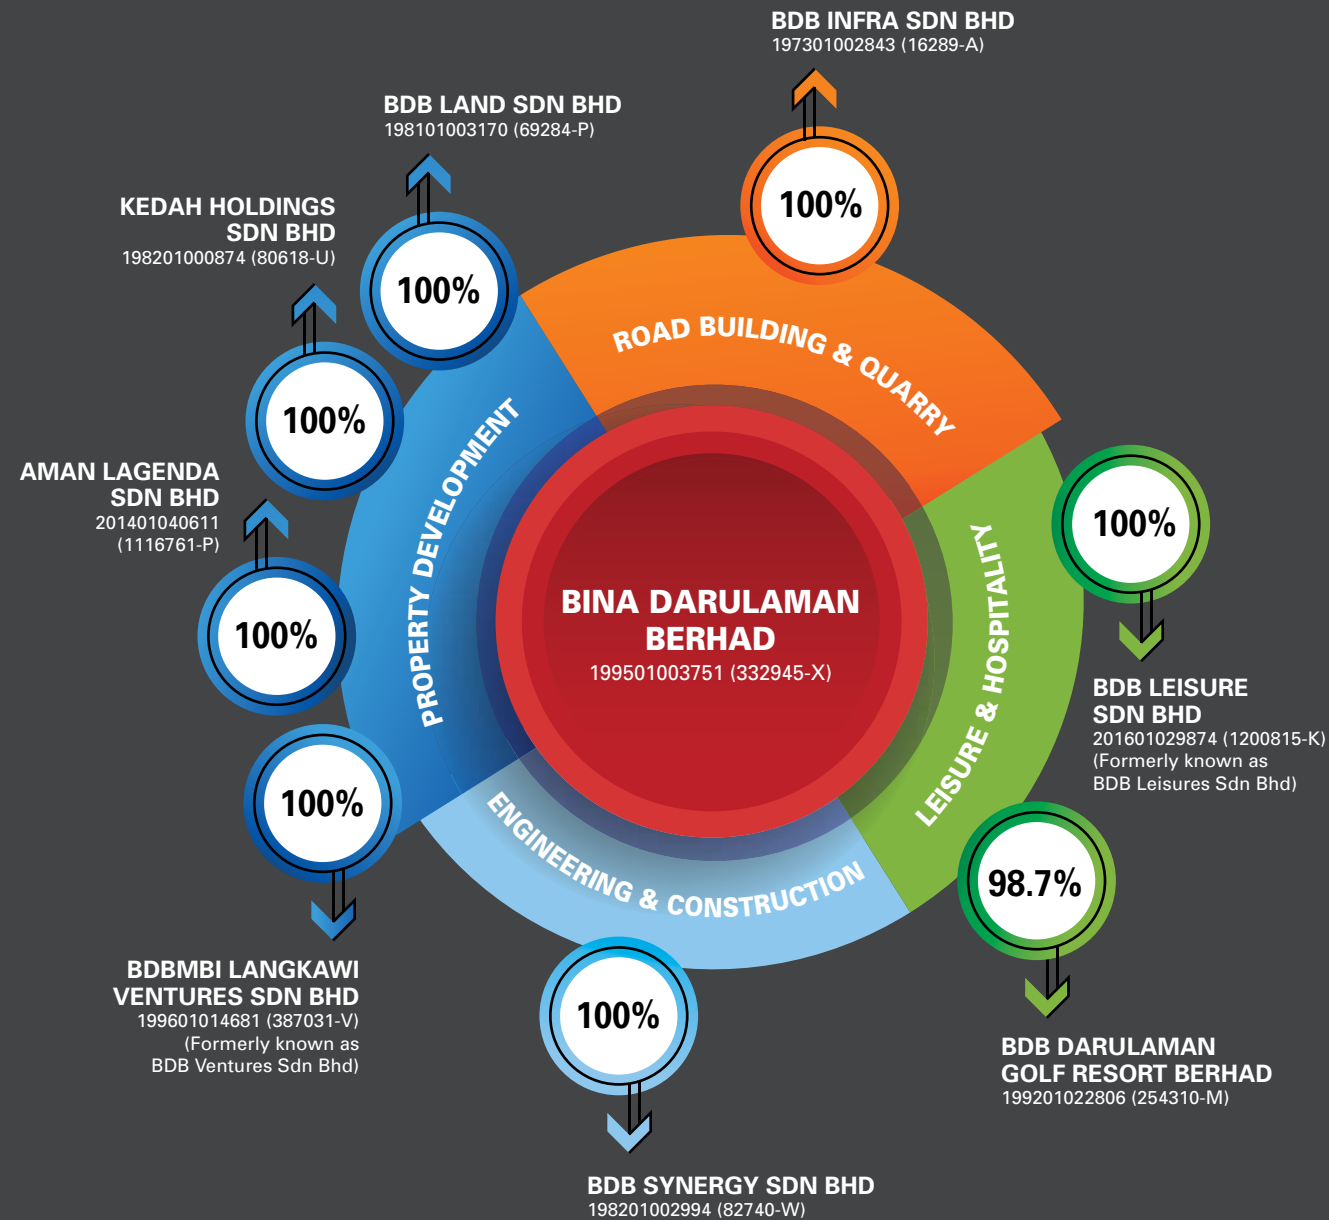 BDB INFRA SDN BHD
197301002843 (16289-A)
100%
BDB LAND SDN BHD
198101003170 (69284-P)
100%
KEDAH HOLDINGS
SDN BHD
198201000874 (80618-U)
100%
AMAN LAGENDA
SDN BHD
201401040611
(1116761-P)
100%
100%
BDBMBI LANGKAWI
VENTURES SDN BHD
199601014681 (387031-V)
(Formerly known as
BDB Ventures Sdn Bhd)
ROAD BUILDING & QUARRY
PROPERTY DEVELOPMENT
BINA DARULAMAN
BERHAD
199501003751 (332945-X)
LEISURE & HOSPITALITY
ENGINEERING & CONSTRUCTION
100%
BDB LEISURE
SDN BHD
201601029874 (1200815-K)
(Formerly known as
BDB Leisures Sdn Bhd)
98.7%
BDB DARULAMAN
GOLF RESORT BERHAD
199201022806 (254310-M)
100%
BDB SYNERGY SDN BHD
198201002994 (82740-W)